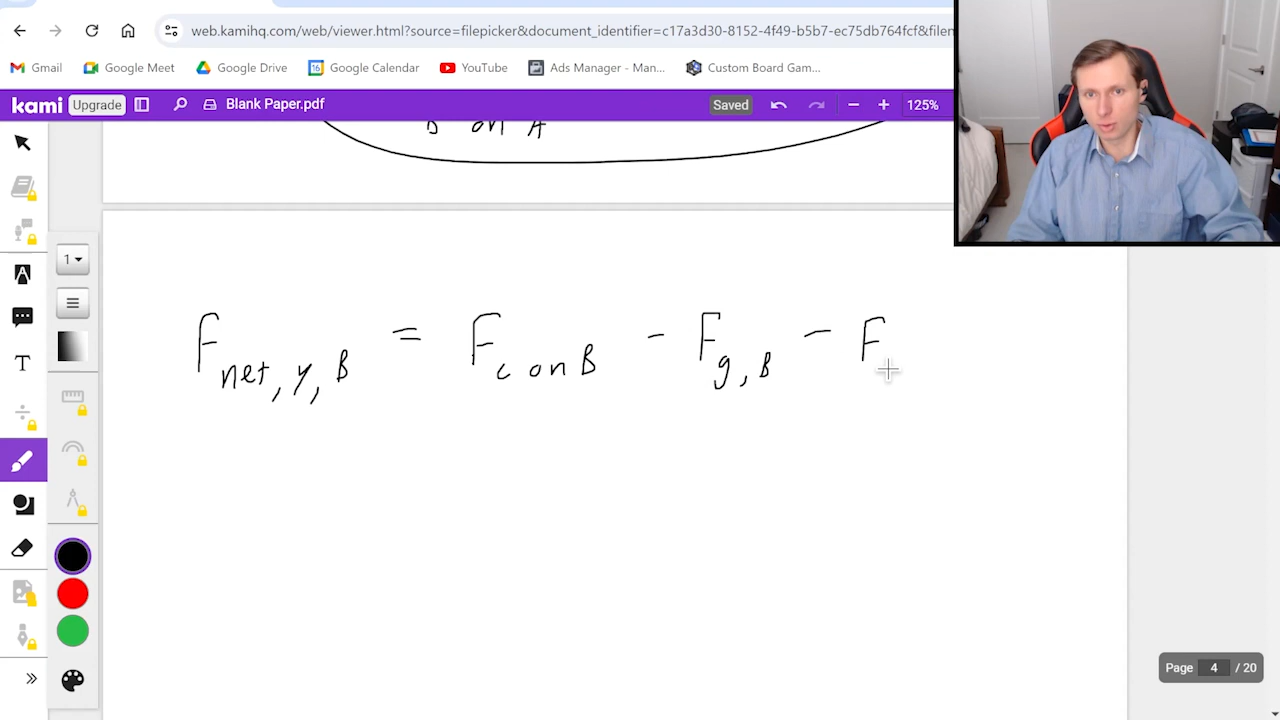 web.kamihq.com/web/viewer.html?source=filepicker&document_identifier=c17a3d30-8152-4f49-b5b7-ec75db764fcf&filen
Gmail Google Meet Google Drive 16 Google Calendar YouTube Ads Manager - Man... Custom Board Gam...
kami Upgrade Blank Paper.pdf Saved 125%
B on A
1
T
F net, y, B = F c on B - F g, B - F
Page 4 / 20